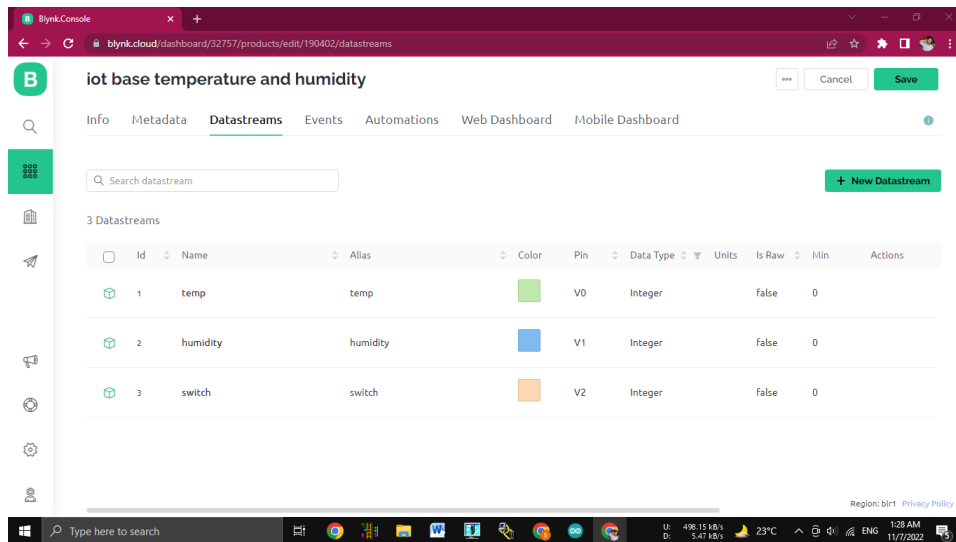 B Blynk.Console
blynk.cloud/dashboard/32757/products/edit/190402/datastreams
B
iot base temperature and humidity
Cancel
Save
Info Metadata Datastreams Events Automations Web Dashboard Mobile Dashboard
Search datastream
+ New Datastream
3 Datastreams
Id Name Alias Color Pin Data Type Units Is Raw Min Actions
1 temp temp V0 Integer false 0
2 humidity humidity V1 Integer false 0
3 switch switch V2 Integer false 0
Region: blr1 Privacy Policy
Type here to search
U: 498.15 kB/s
D: 5.47 kB/s
23°C
ENG
1:28 AM
11/7/2022
5